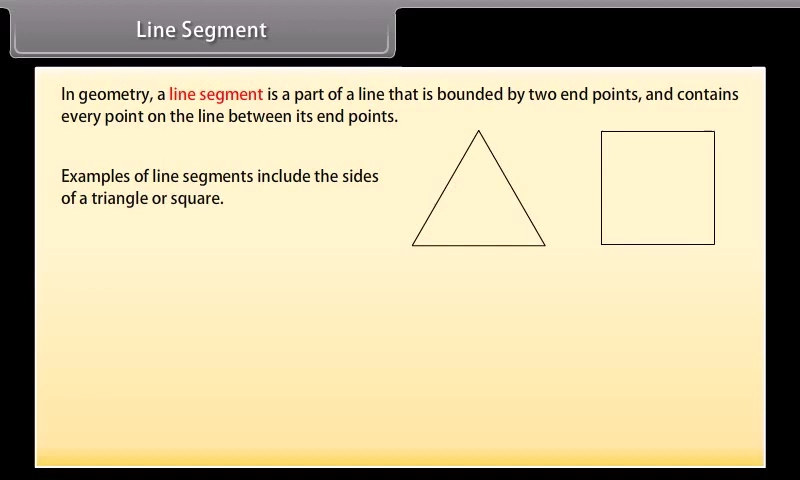 Line Segment
In geometry, a line segment is a part of a line that is bounded by two end points, and contains
every point on the line between its end points.
Examples of line segments include the sides
of a triangle or square.